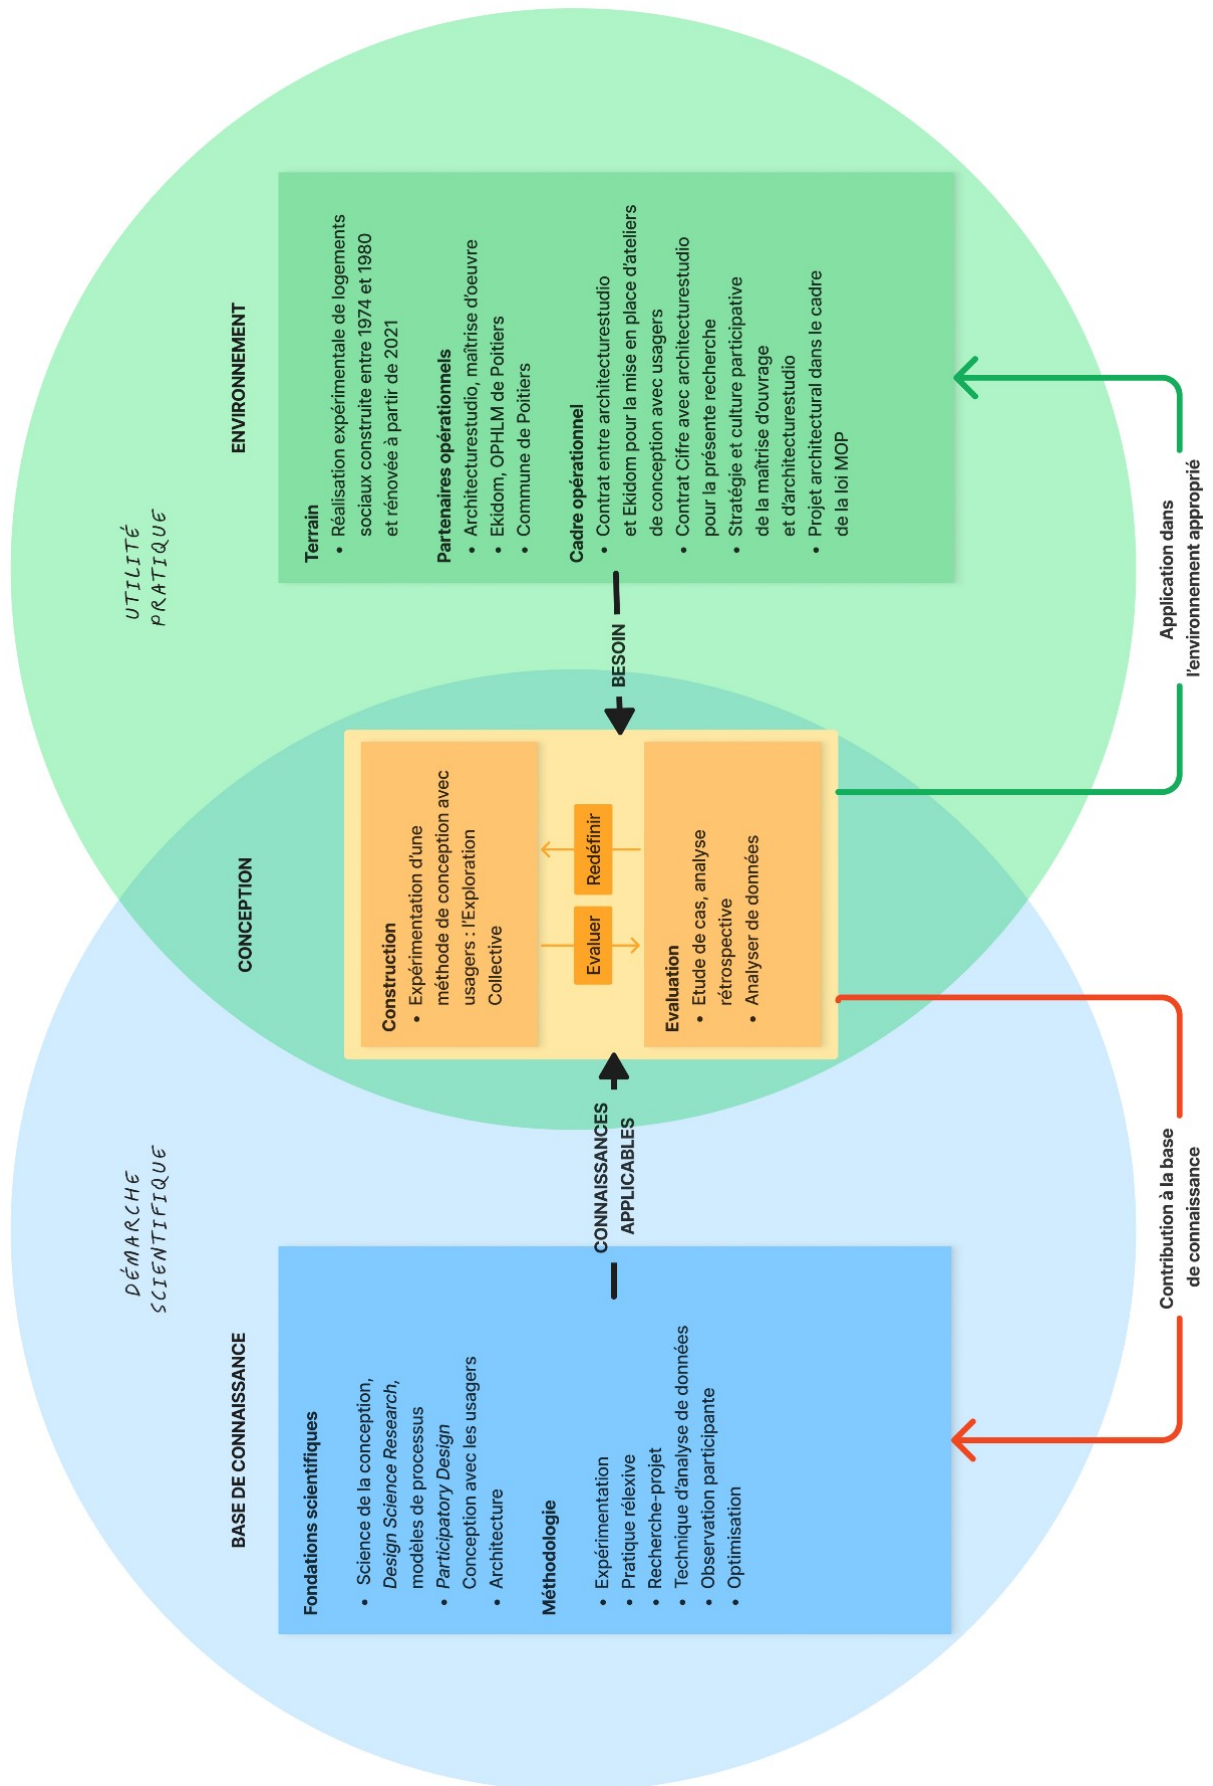 DÉMARCHE
SCIENTIFIQUE
UTILITÉ
PRATIQUE
BASE DE CONNAISSANCE
Fondations scientifiques
• Science de la conception,
Design Science Research,
modèles de processus
• Participatory Design
Conception avec les usagers
• Architecture
Méthodologie
• Expérimentation
• Pratique rélexive
• Recherche-projet
• Technique d'analyse de données
• Observation participante
• Optimisation
CONNAISSANCES
APPLICABLES
CONCEPTION
Construction
• Expérimentation d'une
méthode de conception avec
usagers : l'Exploration
Collective
Evaluer
Redéfinir
Evaluation
• Etude de cas, analyse
rétrospective
• Analyser de données
BESOIN
ENVIRONNEMENT
Terrain
• Réalisation expérimentale de logements
sociaux construite entre 1974 et 1980
et rénovée à partir de 2021
Partenaires opérationnels
• Architecturestudio, maîtrise d'oeuvre
• Ekidom, OPHLM de Poitiers
• Commune de Poitiers
Cadre opérationnel
• Contrat entre architecturestudio
et Ekidom pour la mise en place d'ateliers
de conception avec usagers
• Contrat Cifre avec architecturestudio
pour la présente recherche
• Stratégie et culture participative
de la maîtrise d'ouvrage
et d'architecturestudio
• Projet architectural dans le cadre
de la loi MOP
Contribution à la base
de connaissance
Application dans
l'environnement approprié